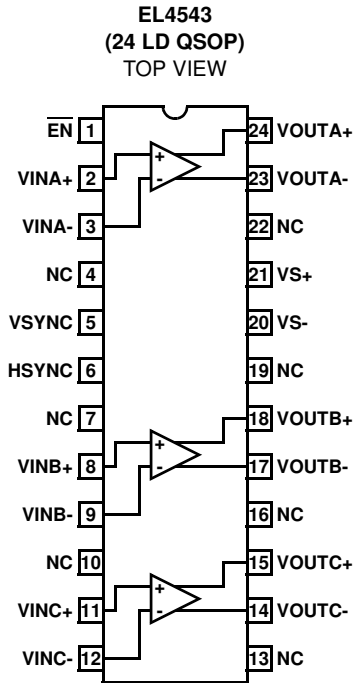 EL4543
(24 LD QSOP)
TOP VIEW
EN 1
24 VOUTA+
VINA+ 2
+
-
23 VOUTA-
VINA- 3
22 NC
NC 4
21 VS+
VSYNC 5
20 VS-
HSYNC 6
19 NC
NC 7
18 VOUTB+
VINB+ 8
+
-
17 VOUTB-
VINB- 9
16 NC
NC 10
15 VOUTC+
VINC+ 11
+
-
14 VOUTC-
VINC- 12
13 NC